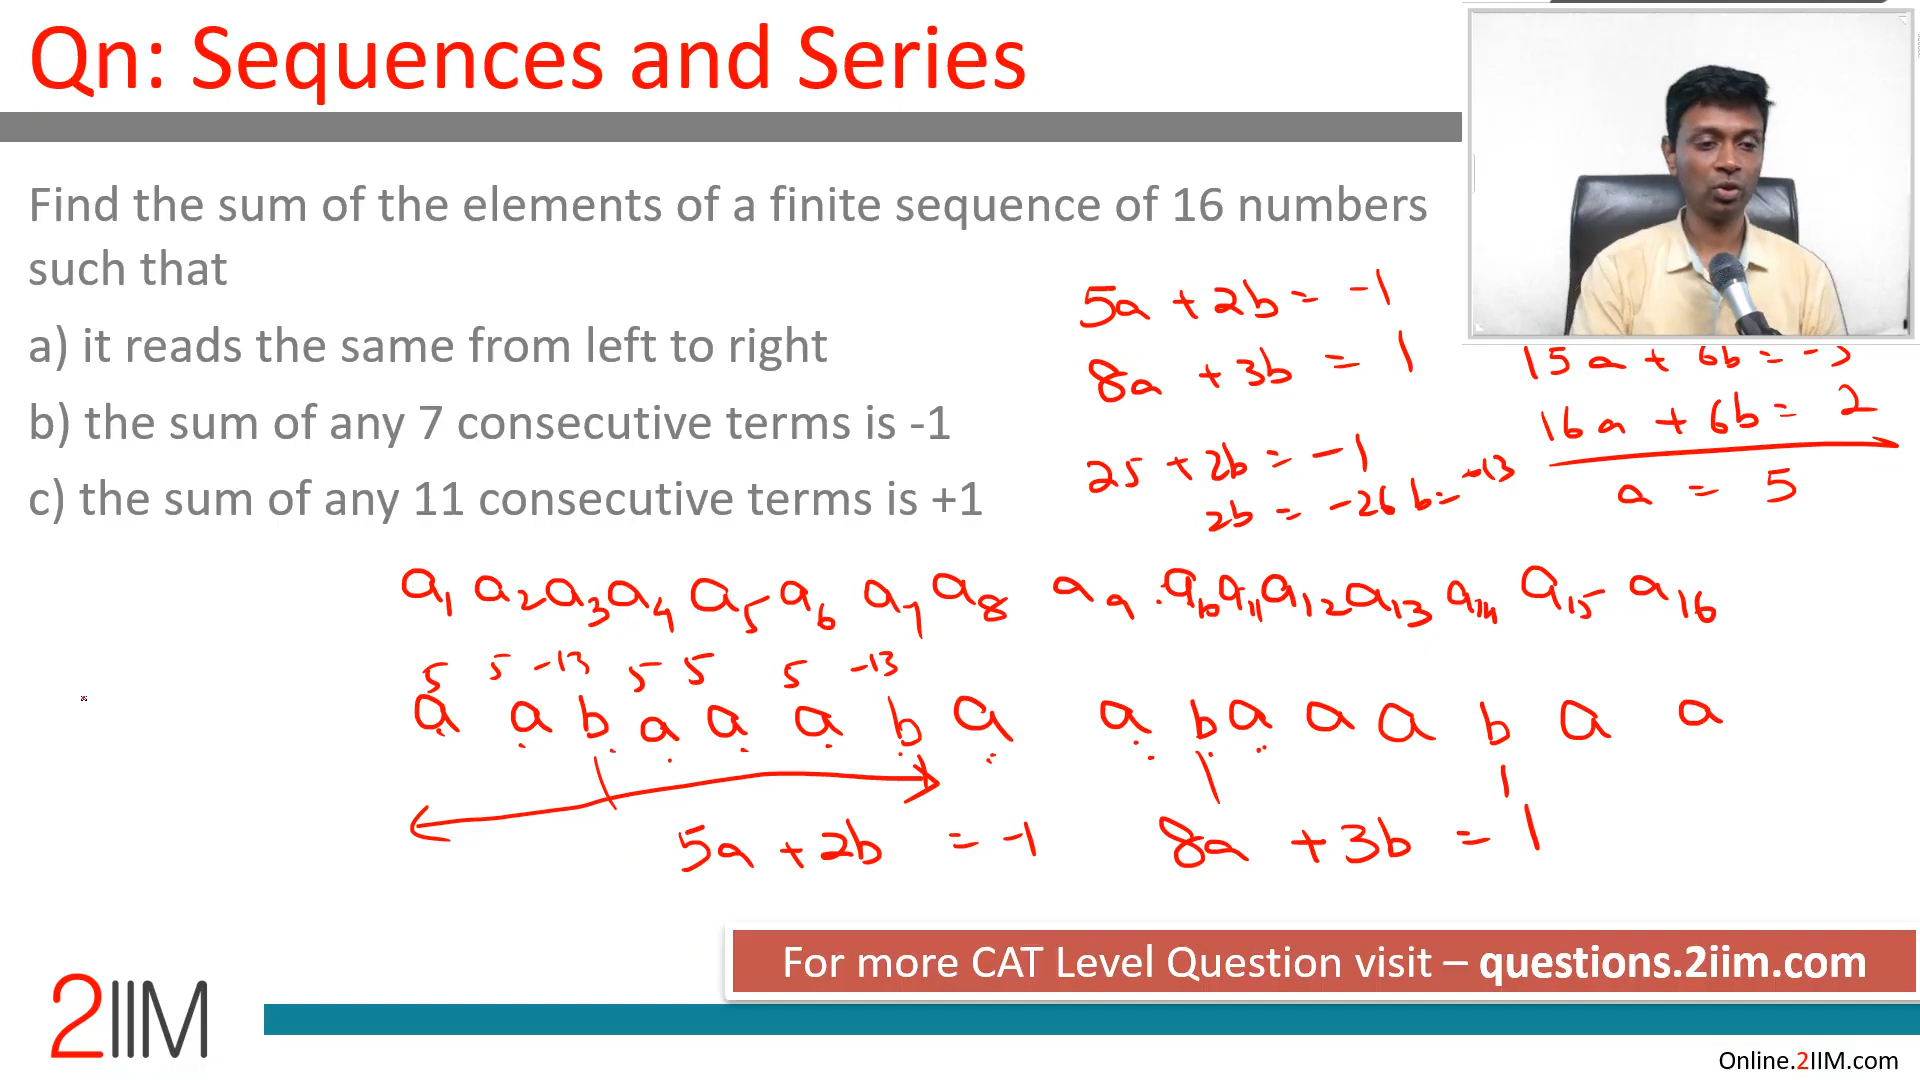 Qn: Sequences and Series
Find the sum of the elements of a finite sequence of 16 numbers
such that
a) it reads the same from left to right
b) the sum of any 7 consecutive terms is -1
c) the sum of any 11 consecutive terms is +1
5a + 2b = -1
8a + 3b = 1
25 + 2b = -1
2b = -26 b = -13
15a + 6b = -3
16a + 6b = 2
a = 5
a1 a2 a3 a4 a5 a6 a7 a8 a9 a10 a11 a12 a13 a14 a15 a16
5 5 -13 5 5 5 -13
a a b a a a b a a b a a a b a a
5a + 2b = -1 8a + 3b = 1
For more CAT Level Question visit – questions.2iim.com
2IIM
Online.2IIM.com